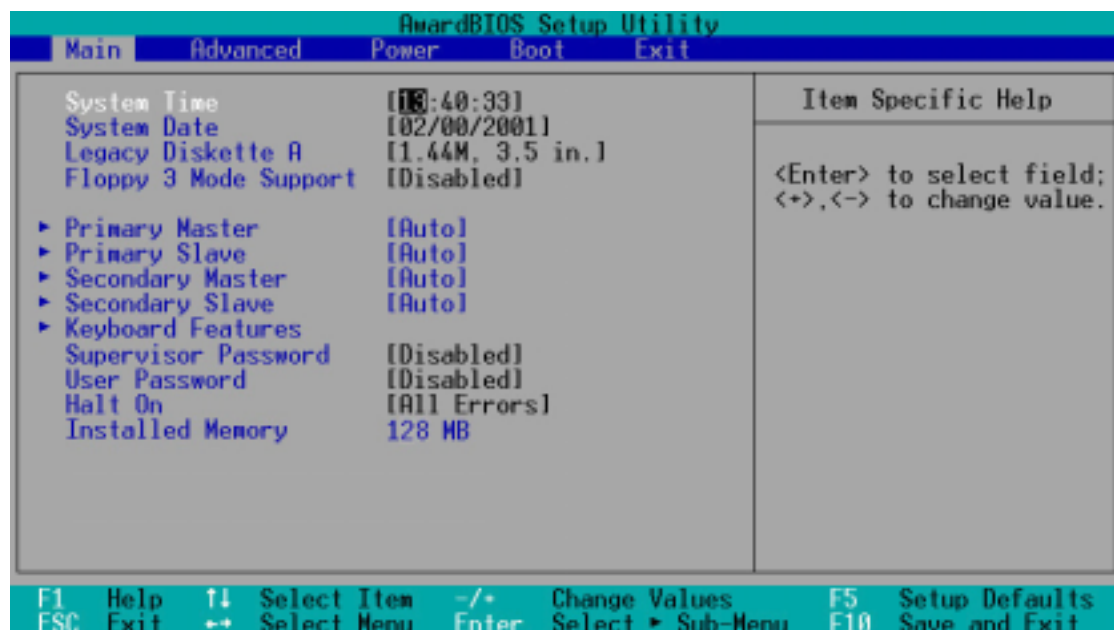 AwardBIOS Setup Utility
Main Advanced Power Boot Exit
System Time [13:40:33]
System Date [02/00/2001]
Legacy Diskette A [1.44M, 3.5 in.]
Floppy 3 Mode Support [Disabled]
▶ Primary Master [Auto]
▶ Primary Slave [Auto]
▶ Secondary Master [Auto]
▶ Secondary Slave [Auto]
▶ Keyboard Features
Supervisor Password [Disabled]
User Password [Disabled]
Halt On [All Errors]
Installed Memory 128 MB
Item Specific Help
<Enter> to select field;
<+>,<-> to change value.
F1 Help ↑↓ Select Item -/+ Change Values F5 Setup Defaults
ESC Exit ←→ Select Menu Enter Select ▶ Sub-Menu F10 Save and Exit